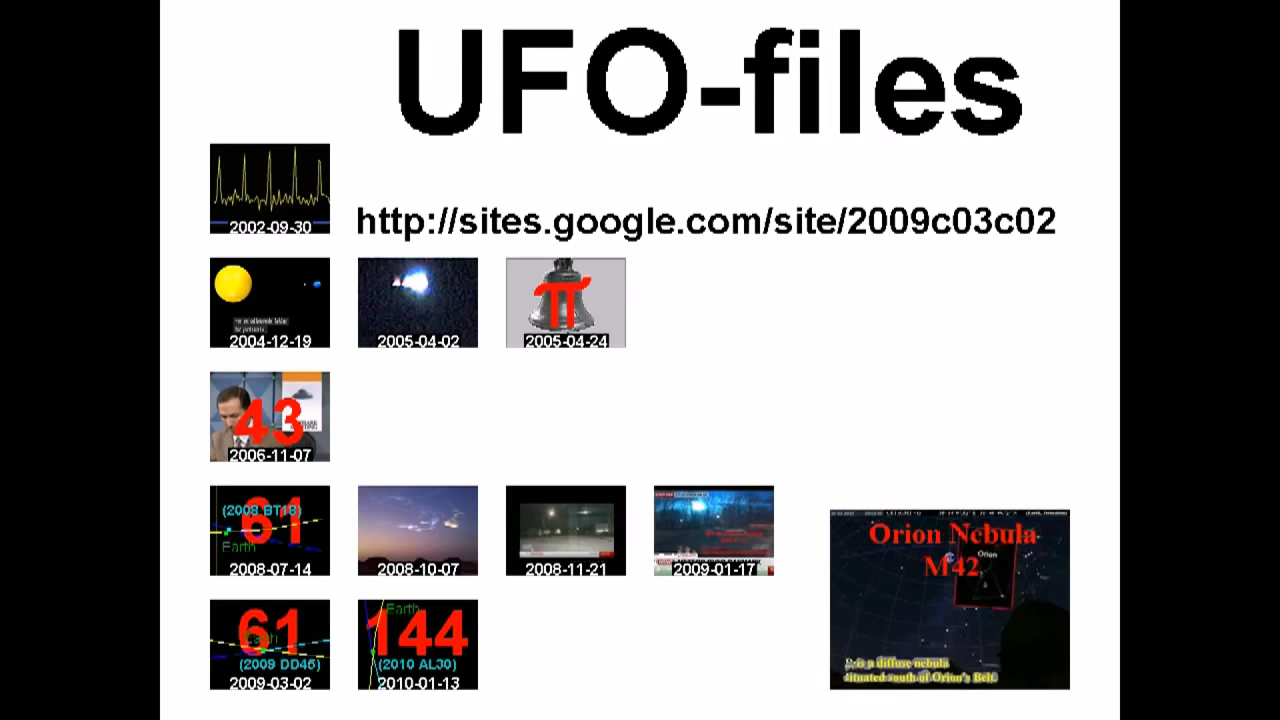 UFO-files
2002-09-30
http://sites.google.com/site/2009c03c02
2004-12-19
2005-04-02
π
2005-04-24
43
2006-11-07
61
(2008 BT18)
Earth
2008-07-14
2008-10-07
2008-11-21
2009-01-17
Orion Nebula
Orion
M42
is a diffuse nebula
situated south of Orion's Belt.
61
Earth
(2009 DD45)
2009-03-02
Earth
144
(2010 AL30)
2010-01-13